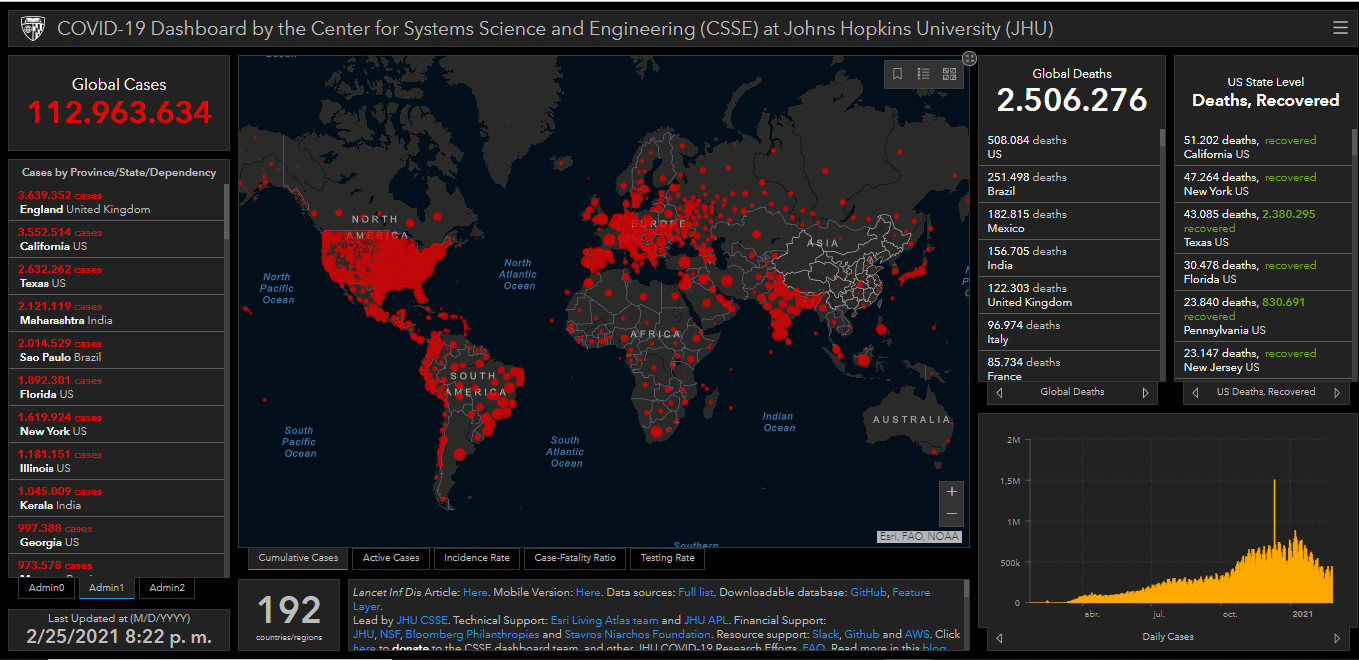 COVID-19 Dashboard by the Center for Systems Science and Engineering (CSSE) at Johns Hopkins University (JHU)
Global Cases
112.963.634
Cases by Province/State/Dependency
3.639.352 cases
England United Kingdom
3.552.514 cases
California US
2.632.262 cases
Texas US
2.121.119 cases
Maharashtra India
2.014.529 cases
Sao Paulo Brazil
1.892.301 cases
Florida US
1.619.924 cases
New York US
1.181.151 cases
Illinois US
1.045.009 cases
Kerala India
997.388 cases
Georgia US
973.578 cases
Admin0
Admin1
Admin2
Last Updated at (M/D/YYYY)
2/25/2021 8:22 p. m.
Ocean
NORTH
AMERICA
North
Pacific
Ocean
North
Atlantic
Ocean
EUROPE
ASIA
AFRICA
SOUTH
AMERICA
South
Pacific
Ocean
South
Atlantic
Ocean
Indian
Ocean
AUSTRALIA
N
P
O
Southern
Esri, FAO, NOAA
Cumulative Cases
Active Cases
Incidence Rate
Case-Fatality Ratio
Testing Rate
192
countries/regions
Lancet Inf Dis Article: Here. Mobile Version: Here. Data sources: Full list. Downloadable database: GitHub, Feature
Layer.
Lead by JHU CSSE. Technical Support: Esri Living Atlas team and JHU APL. Financial Support:
JHU, NSF, Bloomberg Philanthropies and Stavros Niarchos Foundation. Resource support: Slack, Github and AWS. Click
here to donate to the CSSE dashboard team, and other JHU COVID-19 Research Efforts. FAQ. Read more in this blog.
Global Deaths
2.506.276
508.084 deaths
US
251.498 deaths
Brazil
182.815 deaths
Mexico
156.705 deaths
India
122.303 deaths
United Kingdom
96.974 deaths
Italy
85.734 deaths
France
Global Deaths
US State Level
Deaths, Recovered
51.202 deaths, recovered
California US
47.264 deaths, recovered
New York US
43.085 deaths, 2.380.295
recovered
Texas US
30.478 deaths, recovered
Florida US
23.840 deaths, 830.691
recovered
Pennsylvania US
23.147 deaths, recovered
New Jersey US
US Deaths, Recovered
2M
1,5M
1M
500k
0
abr.
jul.
oct.
2021
Daily Cases